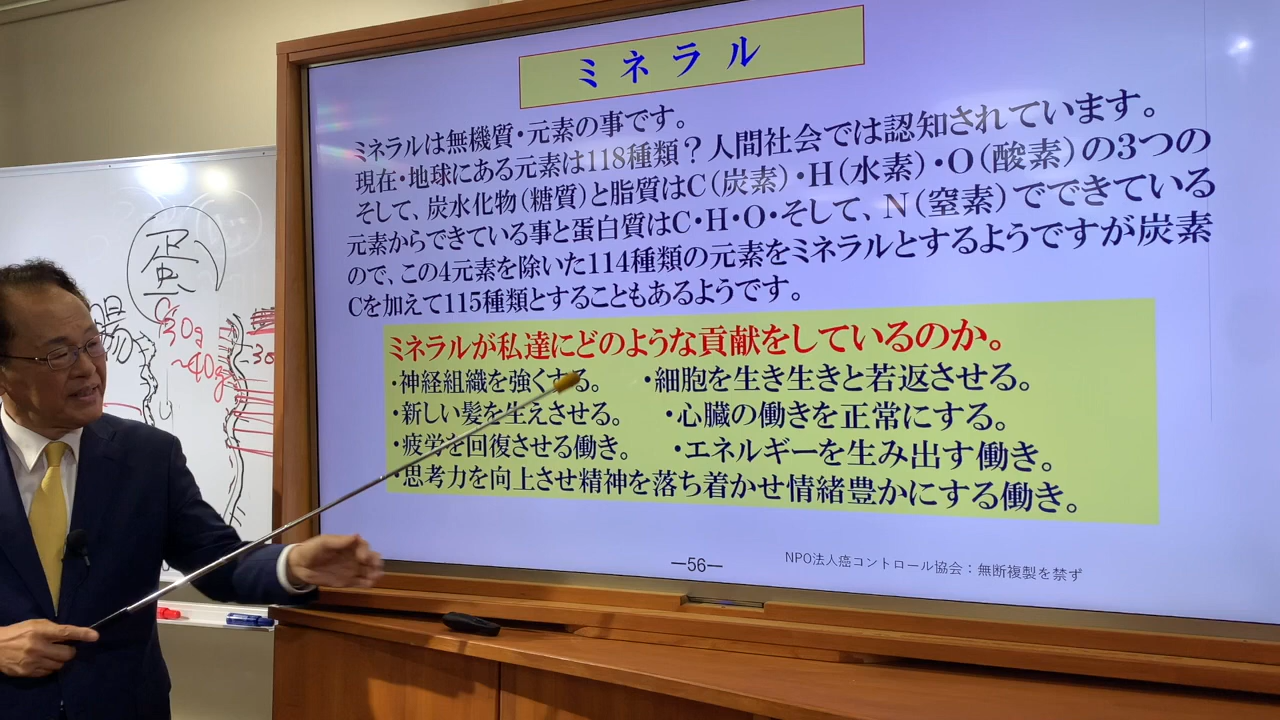 ミネラル
ミネラルは無機質・元素の事です。
現在・地球にある元素は118種類？人間社会では認知されています。
そして、炭水化物（糖質）と脂質はC（炭素）・H（水素）・O（酸素）の3つの
元素からできている事と蛋白質はC・H・O・そして、N（窒素）でできている
ので、この4元素を除いた114種類の元素をミネラルとするようですが炭素
Cを加えて115種類とすることもあるようです。
ミネラルが私達にどのような貢献をしているのか。
・神経組織を強くする。 ・細胞を生き生きと若返させる。
・新しい髪を生えさせる。 ・心臓の働きを正常にする。
・疲労を回復させる働き。 ・エネルギーを生み出す働き。
・思考力を向上させ精神を落ち着かせ情緒豊かにする働き。
—56—
NPO法人癌コントロール協会：無断複製を禁ず
蛋
腸
30g
~40g
-30